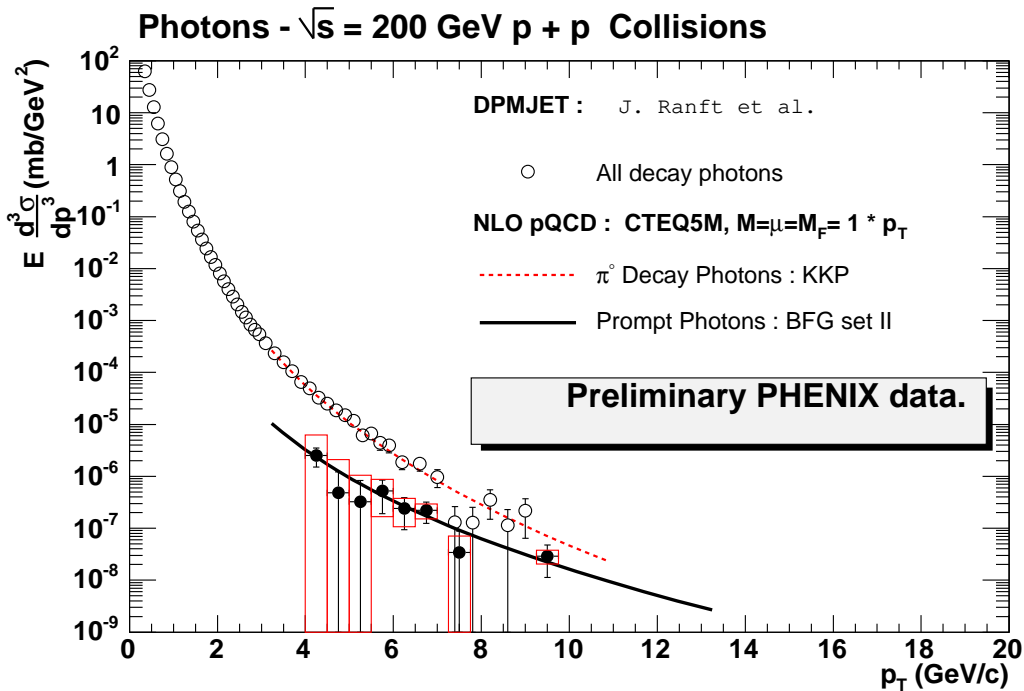 Photons - √s = 200 GeV p + p Collisions
E d³σ/dp³ (mb/GeV²)
10²
10
1
10⁻¹
10⁻²
10⁻³
10⁻⁴
10⁻⁵
10⁻⁶
10⁻⁷
10⁻⁸
10⁻⁹
DPMJET : J. Ranft et al.
All decay photons
NLO pQCD : CTEQ5M, M=μ=M_F= 1 * p_T
π° Decay Photons : KKP
Prompt Photons : BFG set II
Preliminary PHENIX data.
0 2 4 6 8 10 12 14 16 18 20
p_T (GeV/c)